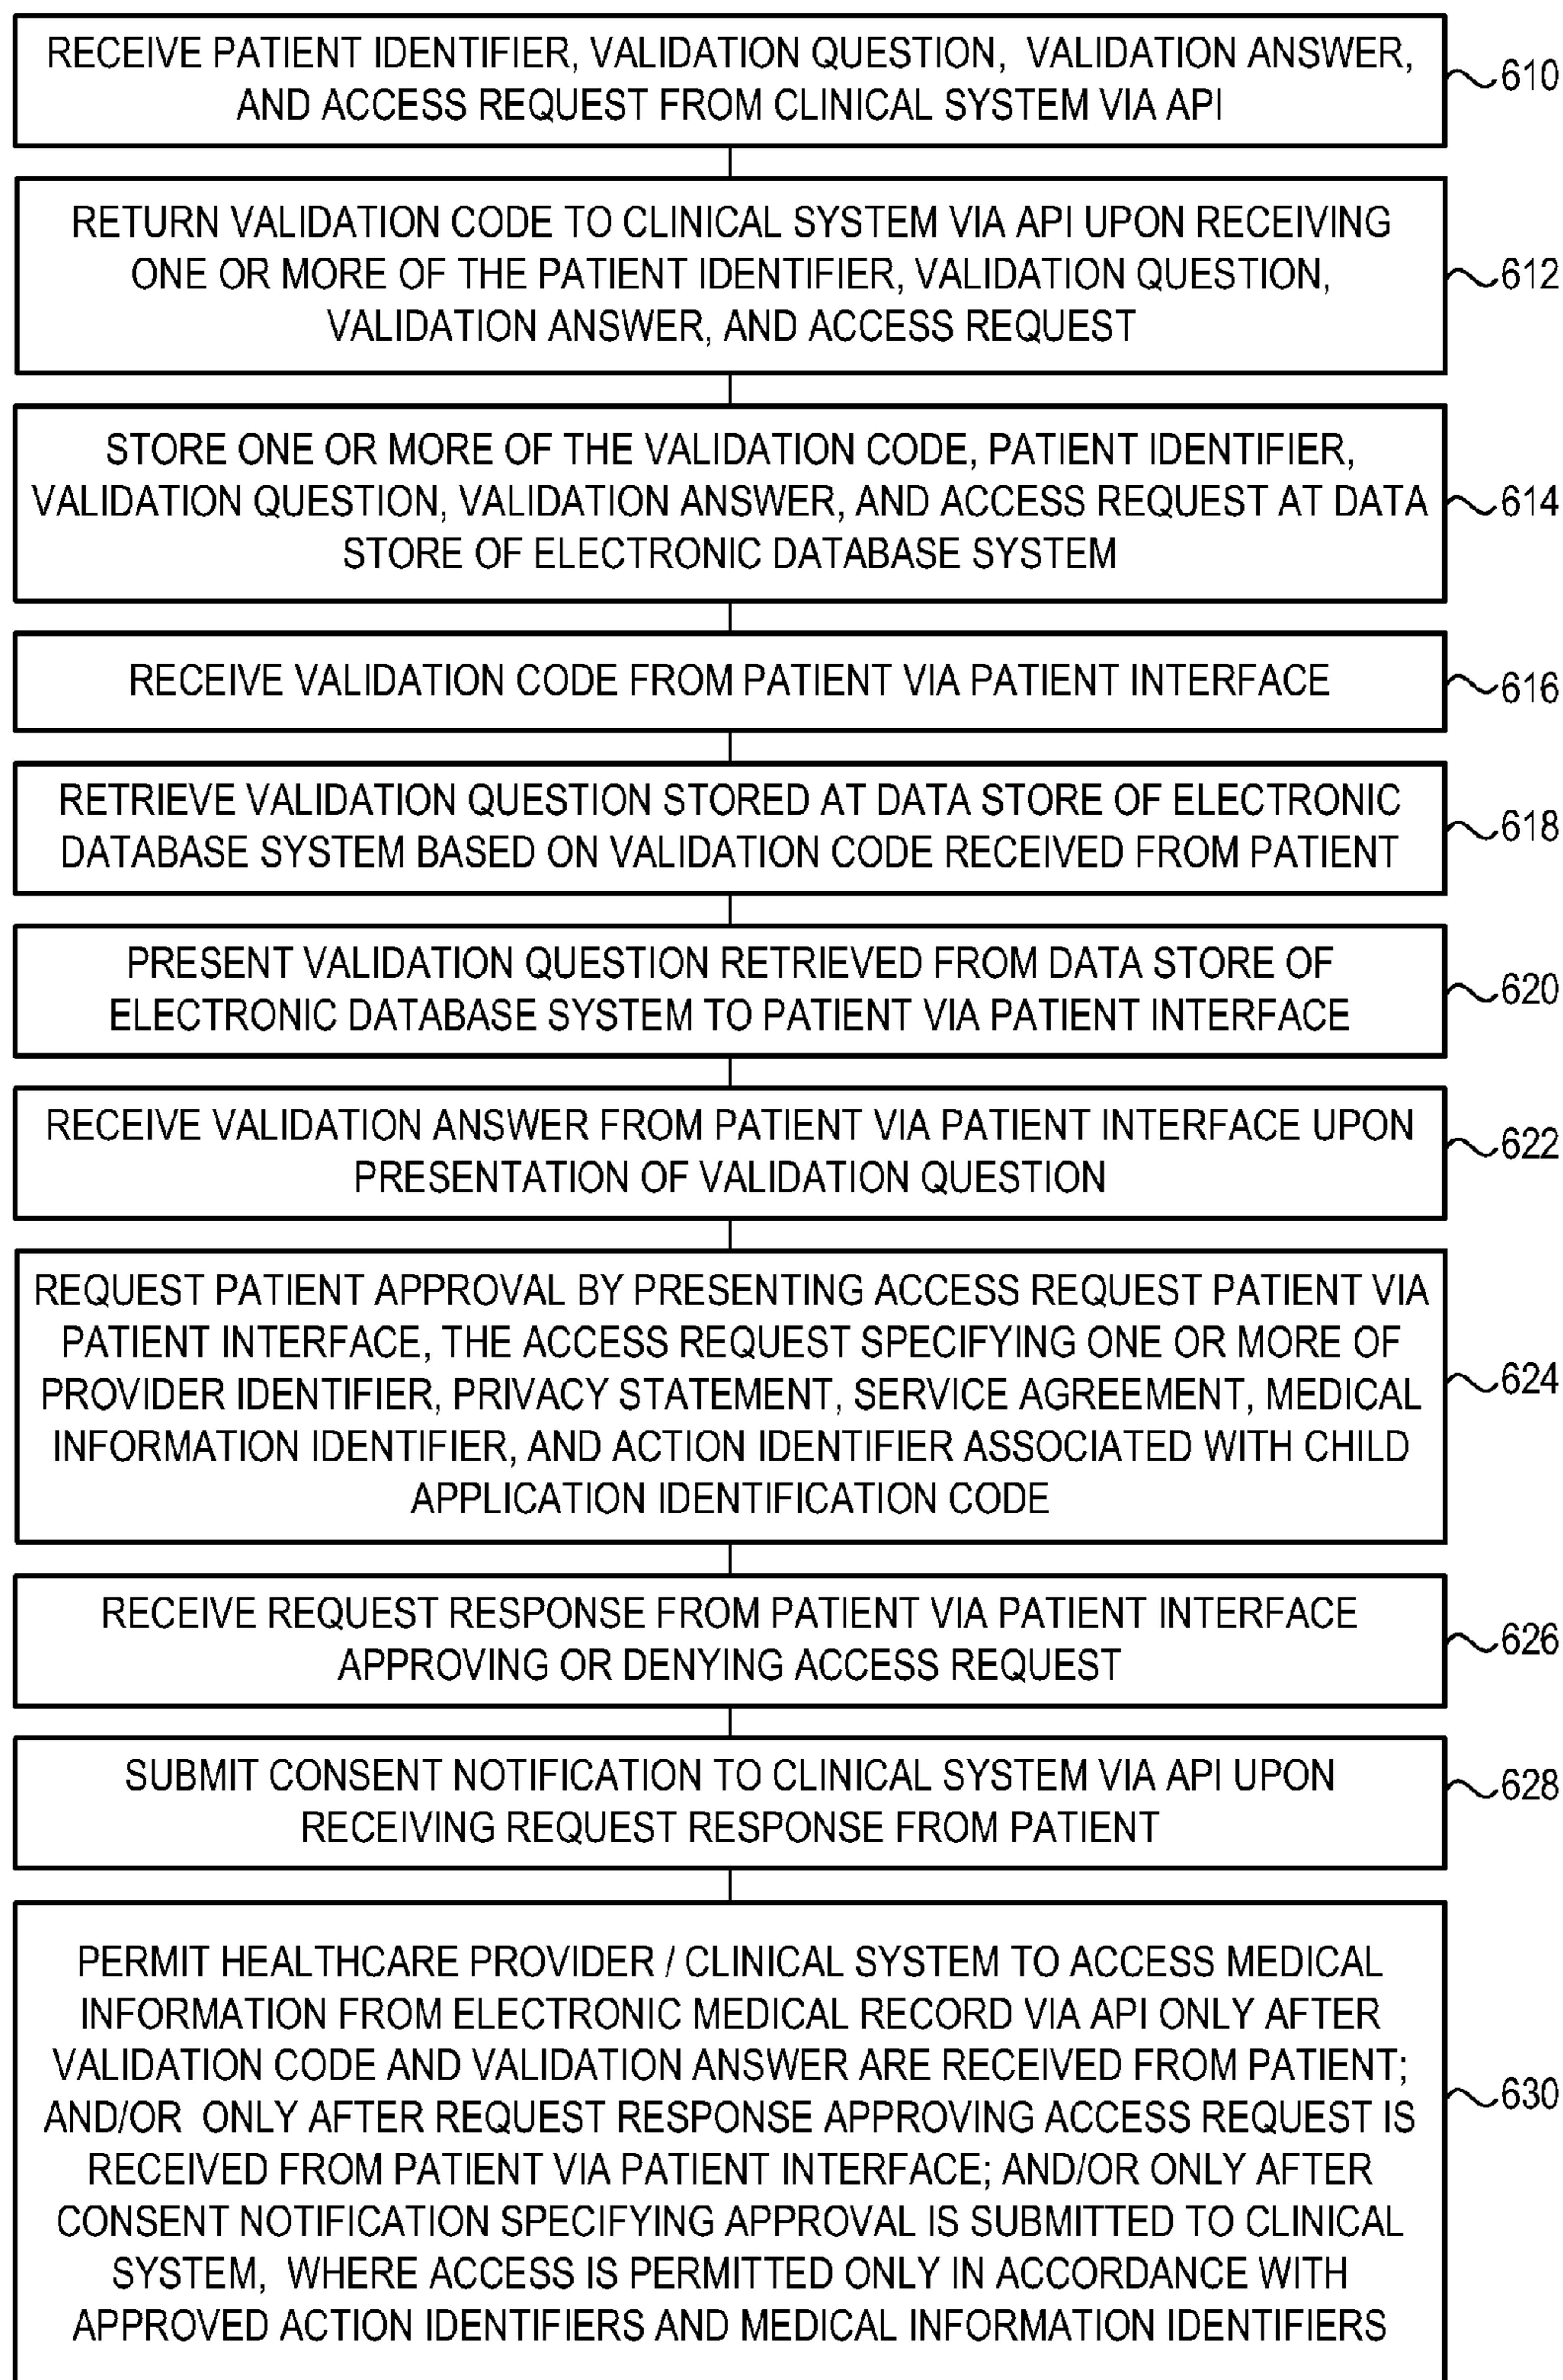 RECEIVE PATIENT IDENTIFIER, VALIDATION QUESTION, VALIDATION ANSWER,
AND ACCESS REQUEST FROM CLINICAL SYSTEM VIA API
610
RETURN VALIDATION CODE TO CLINICAL SYSTEM VIA API UPON RECEIVING
ONE OR MORE OF THE PATIENT IDENTIFIER, VALIDATION QUESTION,
VALIDATION ANSWER, AND ACCESS REQUEST
612
STORE ONE OR MORE OF THE VALIDATION CODE, PATIENT IDENTIFIER,
VALIDATION QUESTION, VALIDATION ANSWER, AND ACCESS REQUEST AT DATA
STORE OF ELECTRONIC DATABASE SYSTEM
614
RECEIVE VALIDATION CODE FROM PATIENT VIA PATIENT INTERFACE
616
RETRIEVE VALIDATION QUESTION STORED AT DATA STORE OF ELECTRONIC
DATABASE SYSTEM BASED ON VALIDATION CODE RECEIVED FROM PATIENT
618
PRESENT VALIDATION QUESTION RETRIEVED FROM DATA STORE OF
ELECTRONIC DATABASE SYSTEM TO PATIENT VIA PATIENT INTERFACE
620
RECEIVE VALIDATION ANSWER FROM PATIENT VIA PATIENT INTERFACE UPON
PRESENTATION OF VALIDATION QUESTION
622
REQUEST PATIENT APPROVAL BY PRESENTING ACCESS REQUEST PATIENT VIA
PATIENT INTERFACE, THE ACCESS REQUEST SPECIFYING ONE OR MORE OF
PROVIDER IDENTIFIER, PRIVACY STATEMENT, SERVICE AGREEMENT, MEDICAL
INFORMATION IDENTIFIER, AND ACTION IDENTIFIER ASSOCIATED WITH CHILD
APPLICATION IDENTIFICATION CODE
624
RECEIVE REQUEST RESPONSE FROM PATIENT VIA PATIENT INTERFACE
APPROVING OR DENYING ACCESS REQUEST
626
SUBMIT CONSENT NOTIFICATION TO CLINICAL SYSTEM VIA API UPON
RECEIVING REQUEST RESPONSE FROM PATIENT
628
PERMIT HEALTHCARE PROVIDER / CLINICAL SYSTEM TO ACCESS MEDICAL
INFORMATION FROM ELECTRONIC MEDICAL RECORD VIA API ONLY AFTER
VALIDATION CODE AND VALIDATION ANSWER ARE RECEIVED FROM PATIENT;
AND/OR ONLY AFTER REQUEST RESPONSE APPROVING ACCESS REQUEST IS
RECEIVED FROM PATIENT VIA PATIENT INTERFACE; AND/OR ONLY AFTER
CONSENT NOTIFICATION SPECIFYING APPROVAL IS SUBMITTED TO CLINICAL
SYSTEM, WHERE ACCESS IS PERMITTED ONLY IN ACCORDANCE WITH
APPROVED ACTION IDENTIFIERS AND MEDICAL INFORMATION IDENTIFIERS
630